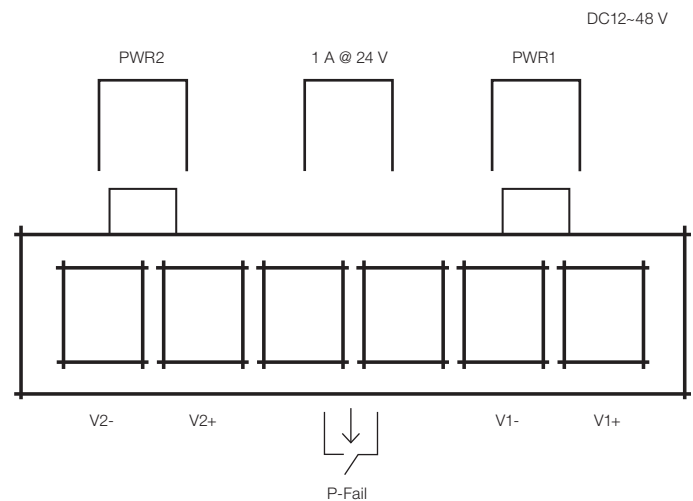 DC12~48 V
PWR2 1 A @ 24 V PWR1
V2- V2+ V1- V1+
P-Fail